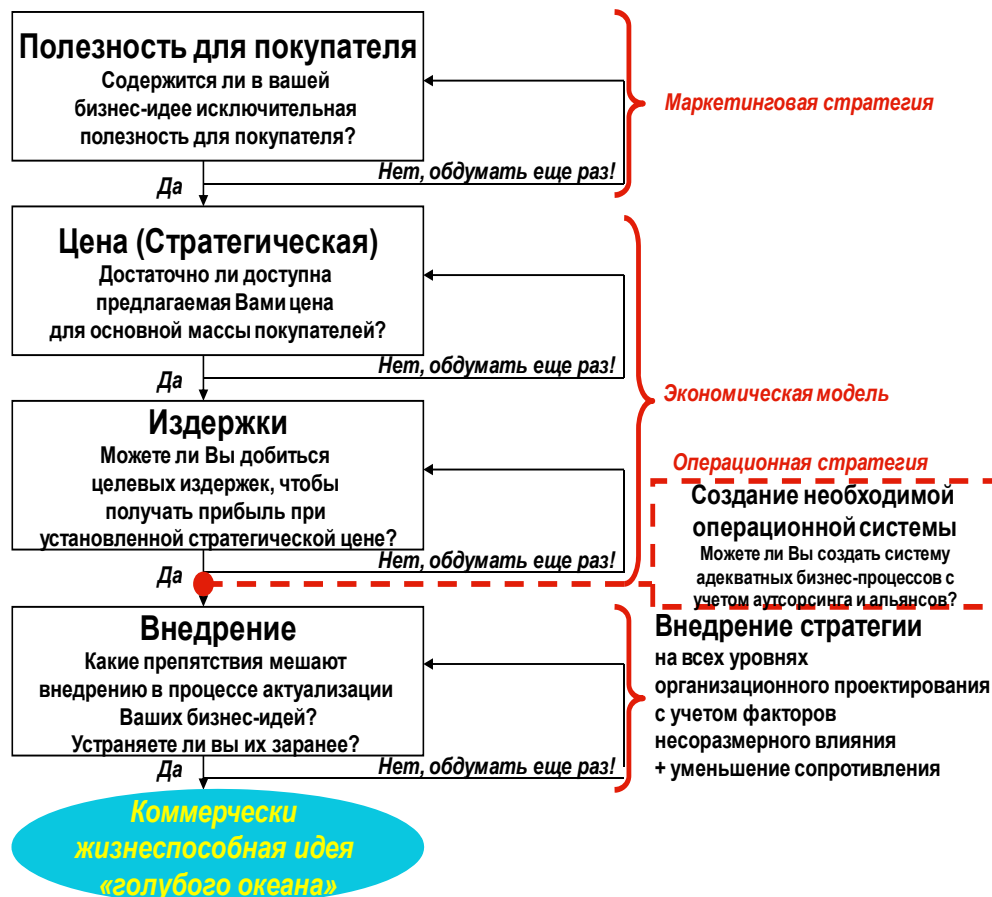 Полезность для покупателя
Содержится ли в вашей
бизнес-идее исключительная
полезность для покупателя?
Маркетинговая стратегия
Нет, обдумать еще раз!
Да
Цена (Стратегическая)
Достаточно ли доступна
предлагаемая Вами цена
для основной массы покупателей?
Нет, обдумать еще раз!
Да
Экономическая модель
Издержки
Можете ли Вы добиться
целевых издержек, чтобы
получать прибыль при
установленной стратегической цене?
Нет, обдумать еще раз!
Да
Операционная стратегия
Создание необходимой
операционной системы
Можете ли Вы создать систему
адекватных бизнес-процессов с
учетом аутсорсинга и альянсов?
Внедрение
Какие препятствия мешают
внедрению в процессе актуализации
Ваших бизнес-идей?
Устраняете ли вы их заранее?
Нет, обдумать еще раз!
Да
Внедрение стратегии
на всех уровнях
организационного проектирования
с учетом факторов
несоразмерного влияния
+ уменьшение сопротивления
Коммерчески
жизнеспособная идея
«голубого океана»